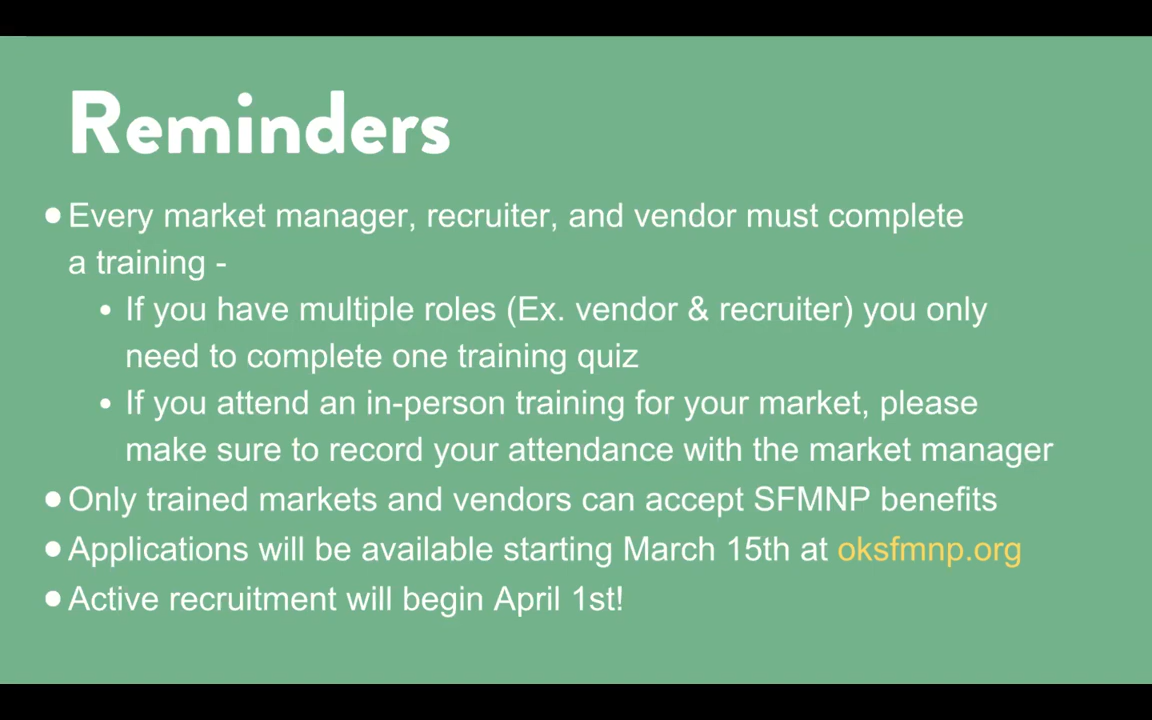 Reminders
●Every market manager, recruiter, and vendor must complete
a training -
• If you have multiple roles (Ex. vendor & recruiter) you only
need to complete one training quiz
• If you attend an in-person training for your market, please
make sure to record your attendance with the market manager
●Only trained markets and vendors can accept SFMNP benefits
●Applications will be available starting March 15th at oksfmnp.org
●Active recruitment will begin April 1st!